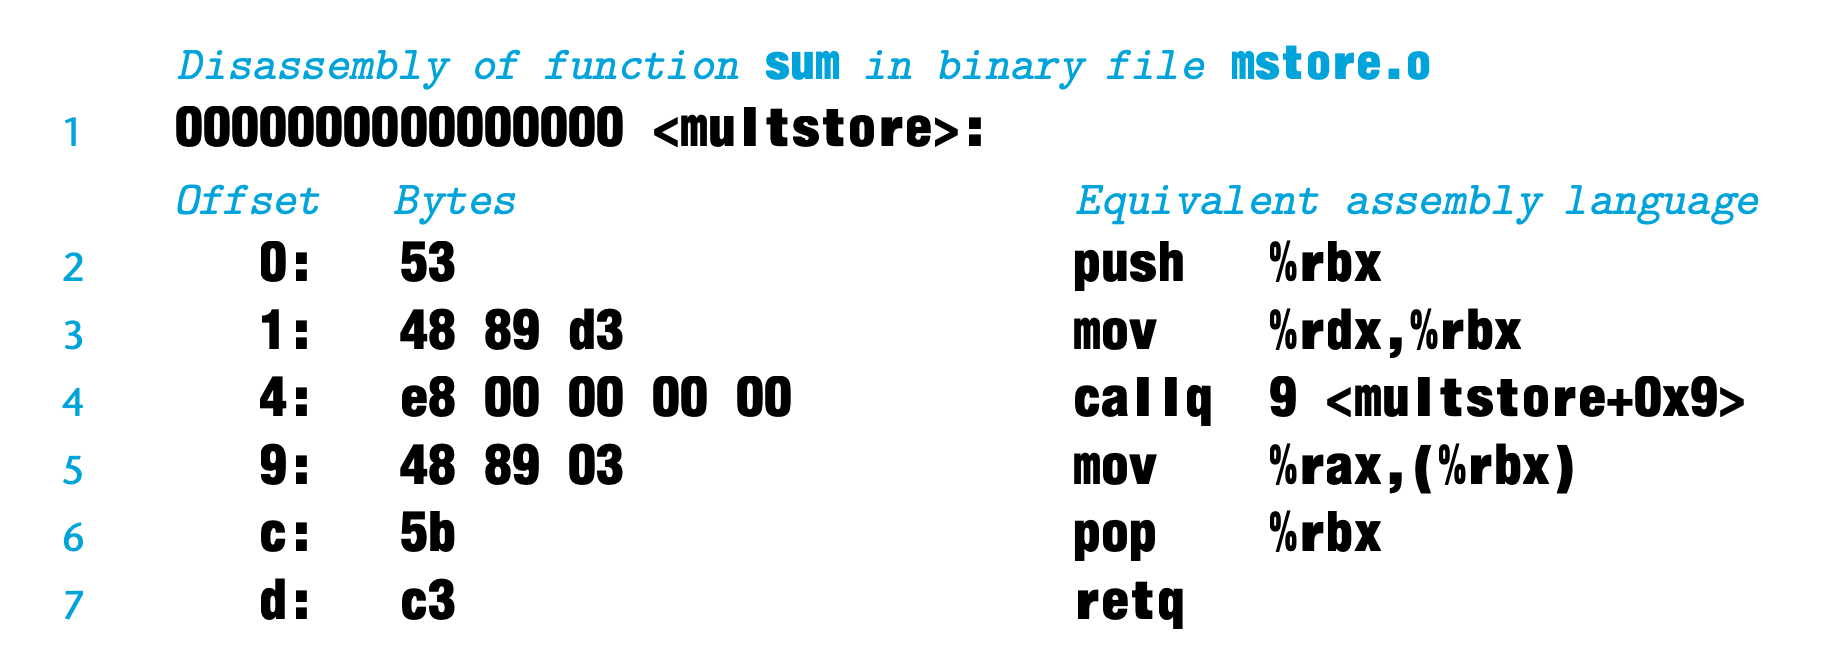 Disassembly of function sum in binary file mstore.o
1 0000000000000000 <multstore>:
Offset Bytes Equivalent assembly language
2 0: 53 push %rbx
3 1: 48 89 d3 mov %rdx,%rbx
4 4: e8 00 00 00 00 callq 9 <multstore+0x9>
5 9: 48 89 03 mov %rax,(%rbx)
6 c: 5b pop %rbx
7 d: c3 retq